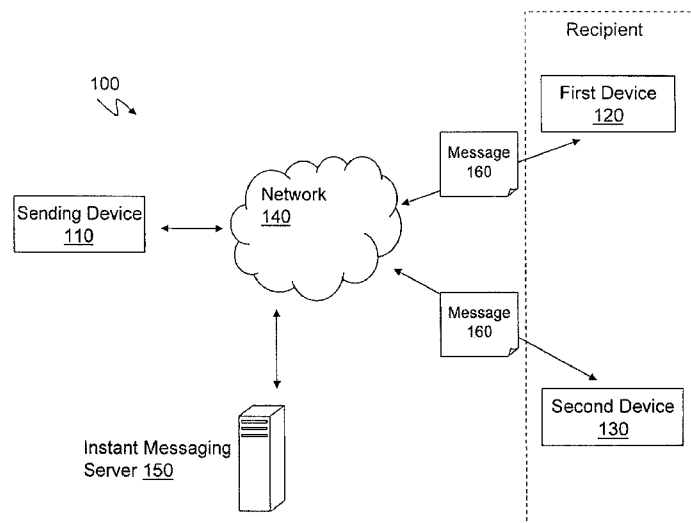 Recipient
100
First Device
120
Message
160
Network
140
Sending Device
110
Message
160
Second Device
130
Instant Messaging
Server 150